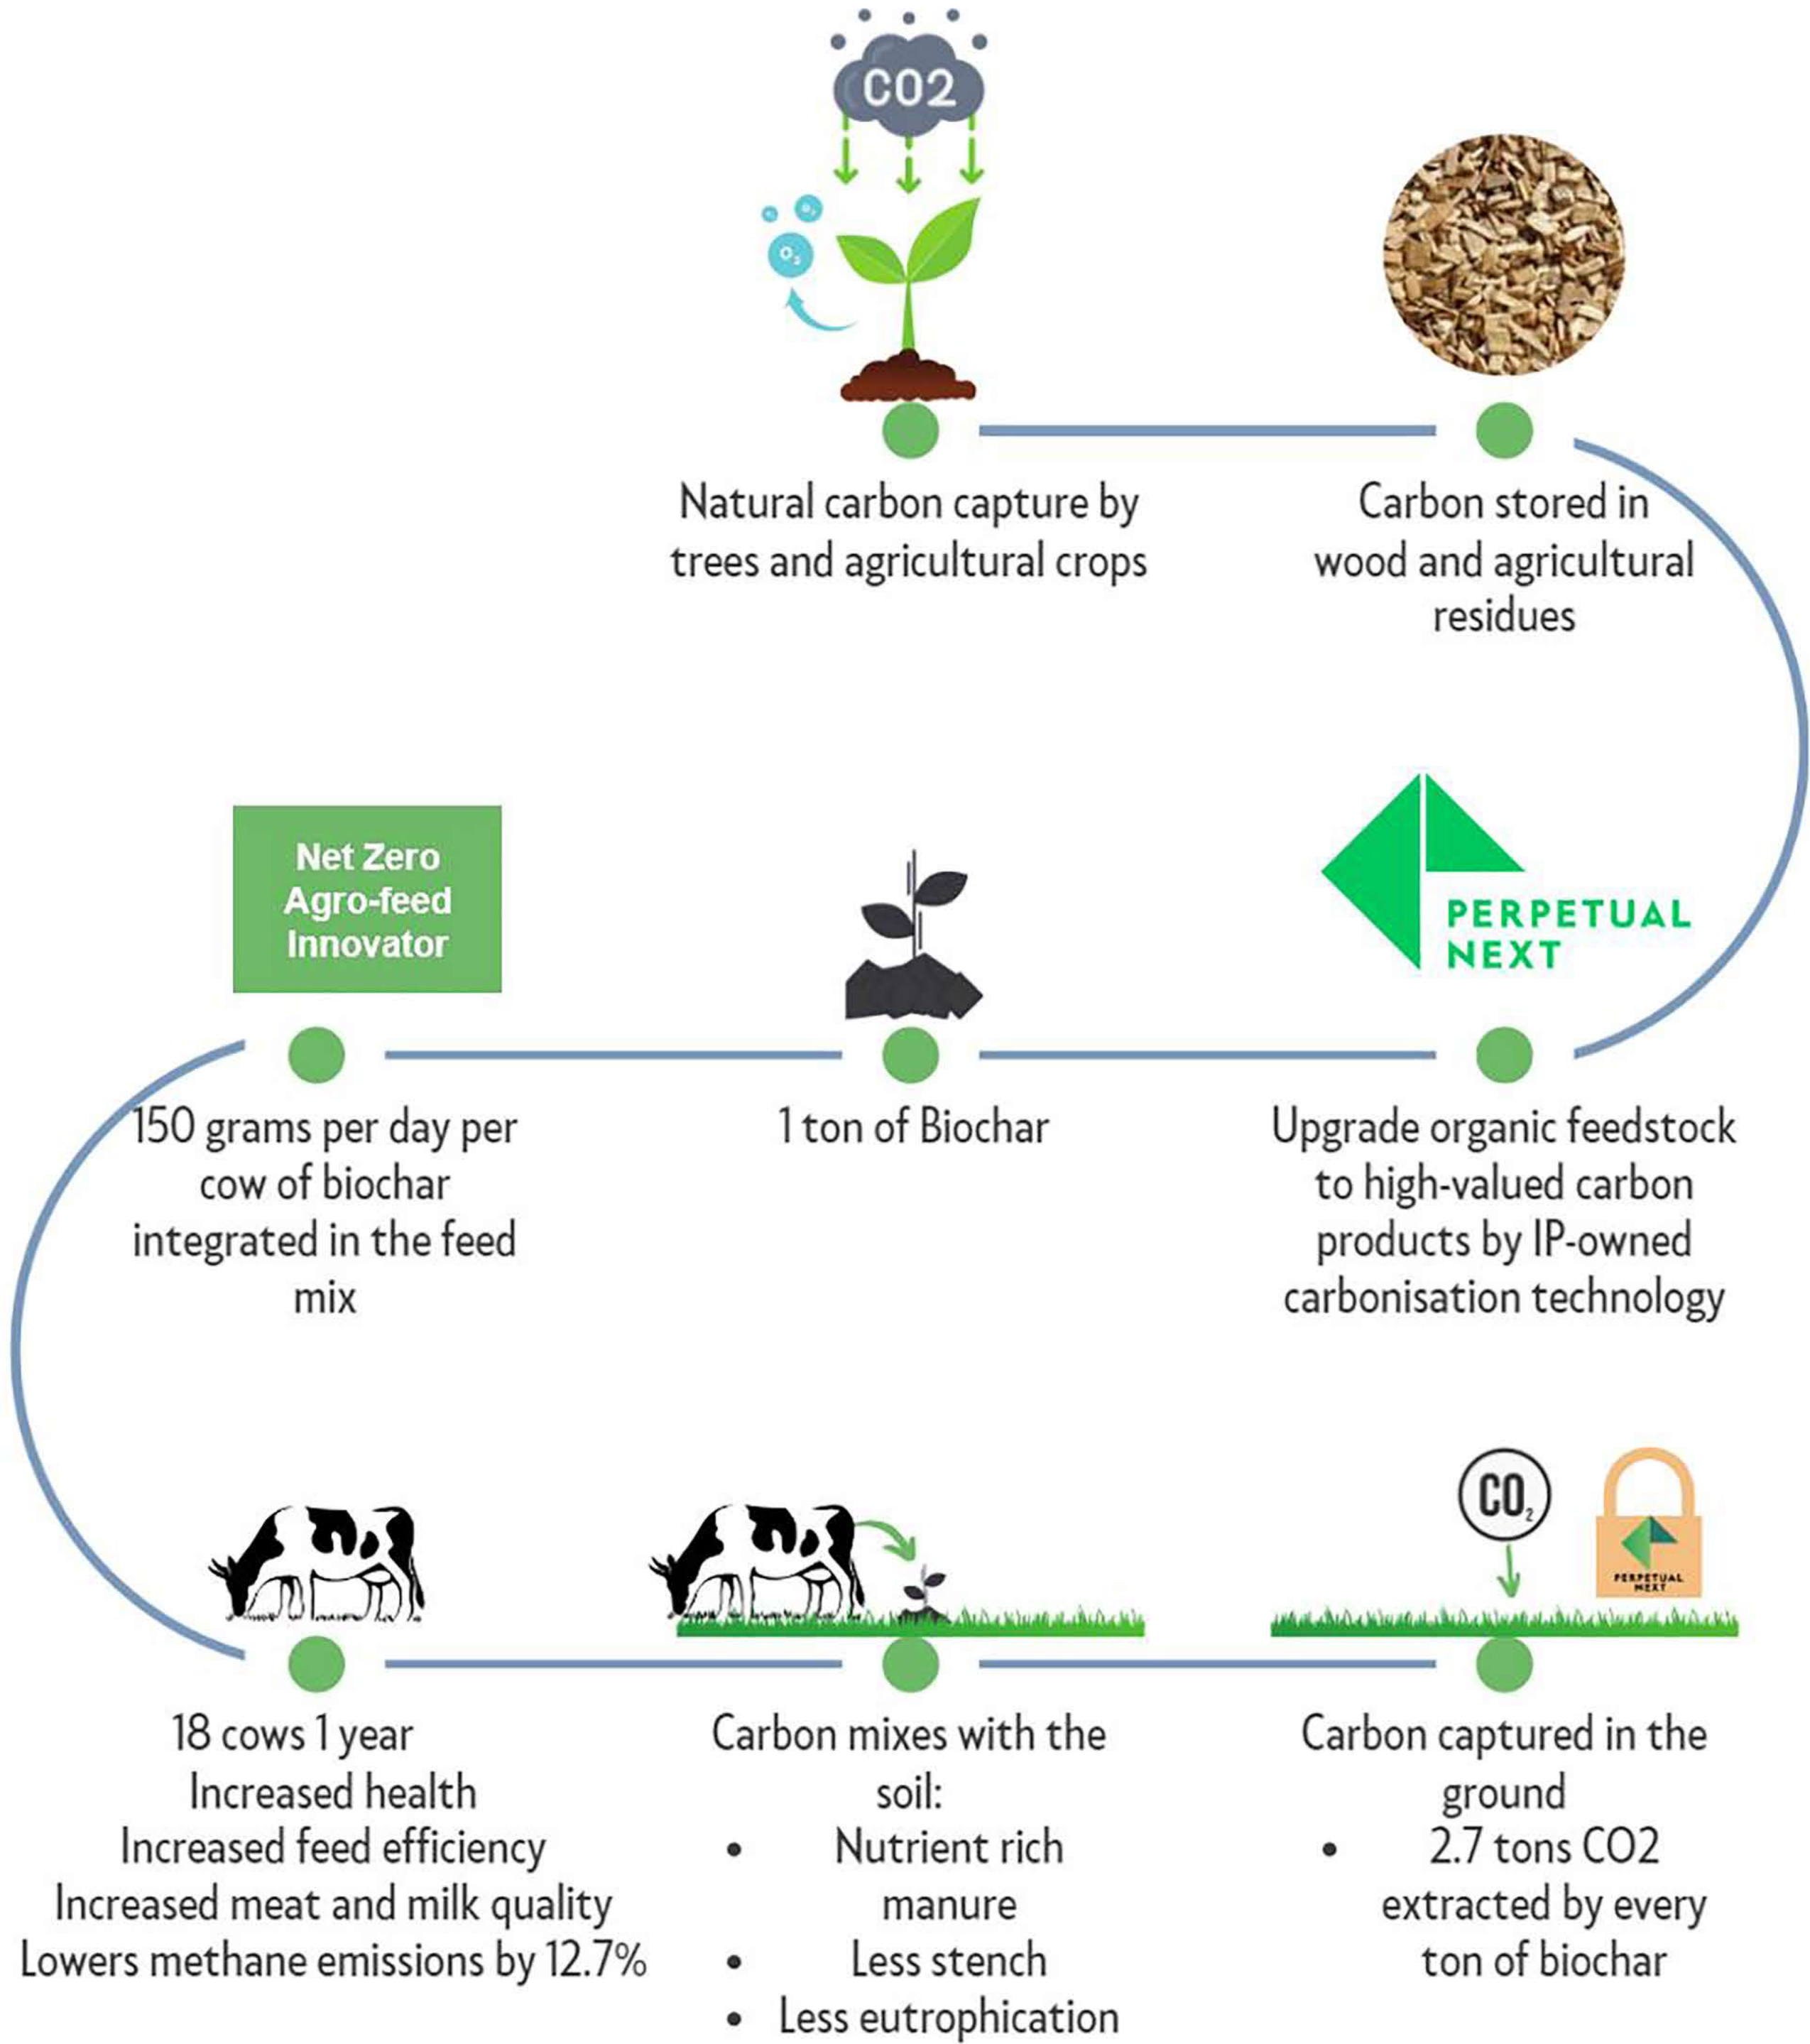 CO2
O2
Natural carbon capture by
trees and agricultural crops
Carbon stored in
wood and agricultural
residues
PERPETUAL
NEXT
Upgrade organic feedstock
to high-valued carbon
products by IP-owned
carbonisation technology
1 ton of Biochar
Net Zero
Agro-feed
Innovator
150 grams per day per
cow of biochar
integrated in the feed
mix
18 cows 1 year
Increased health
Increased feed efficiency
Increased meat and milk quality
Lowers methane emissions by 12.7%
Carbon mixes with the
soil:
• Nutrient rich
manure
• Less stench
• Less eutrophication
CO₂
PERPETUAL
NEXT
Carbon captured in the
ground
• 2.7 tons CO2
extracted by every
ton of biochar